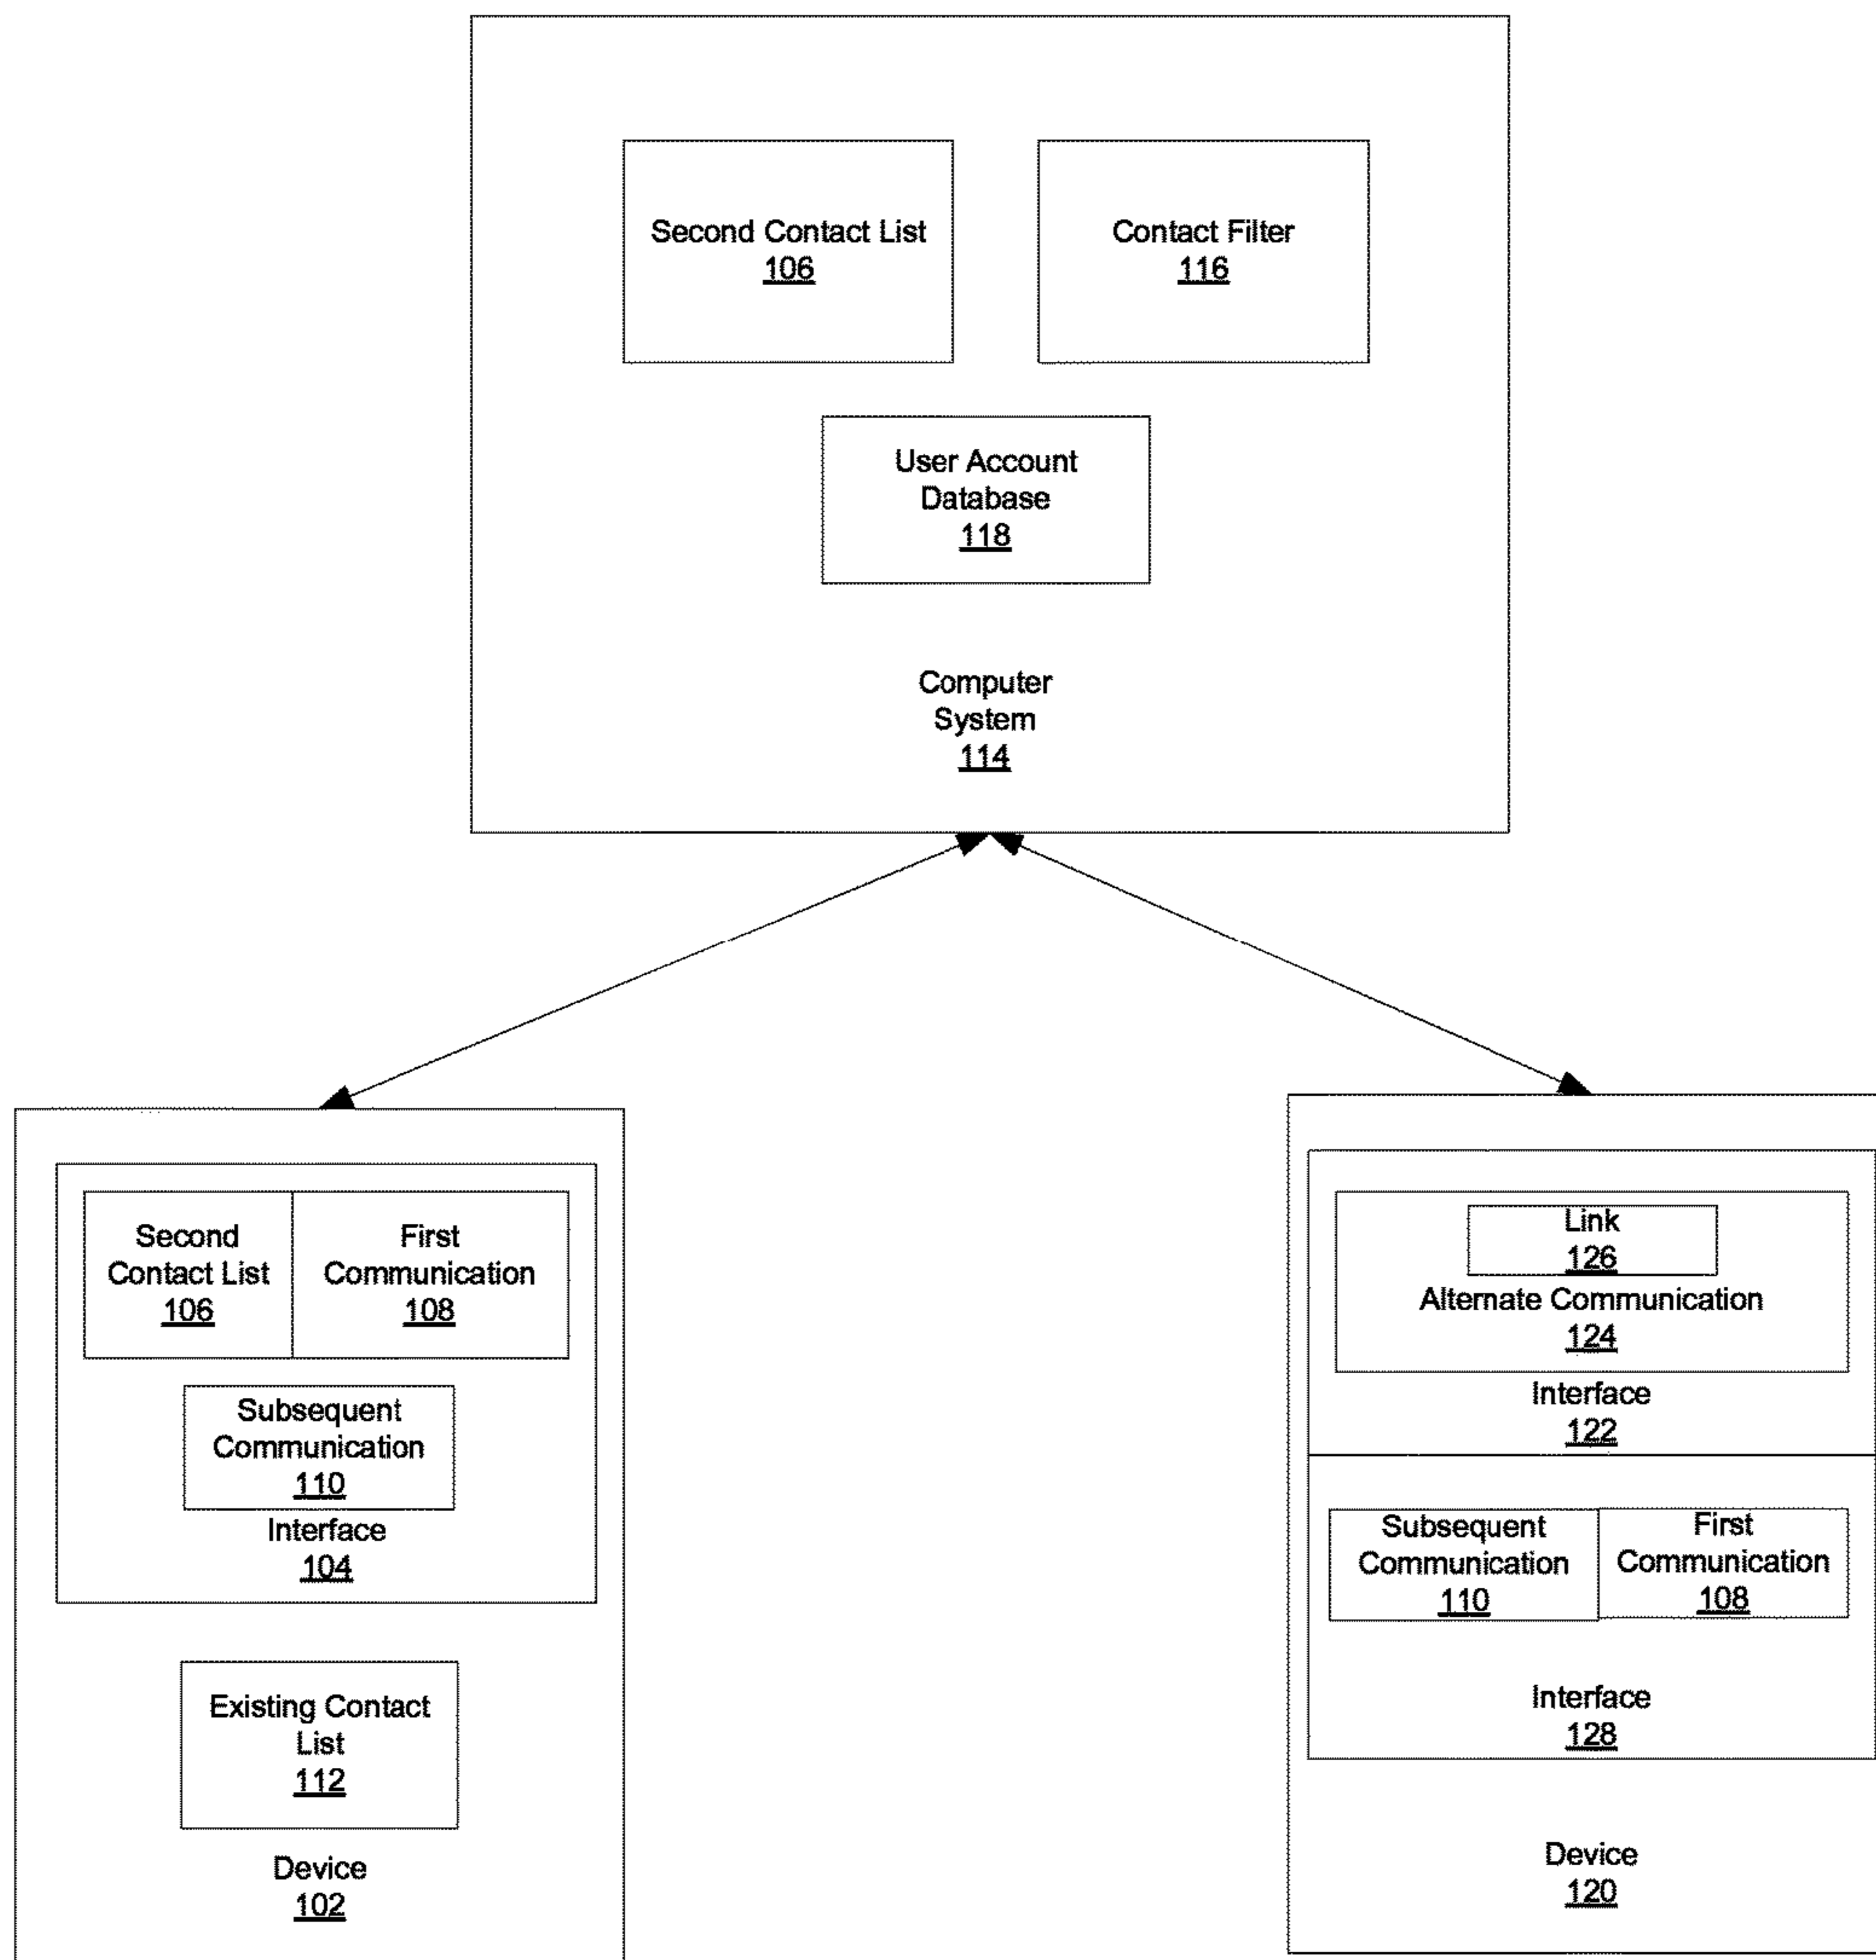 Second Contact List
106
Contact Filter
116
User Account
Database
118
Computer
System
114
Second
Contact List
106
First
Communication
108
Subsequent
Communication
110
Interface
104
Existing Contact
List
112
Device
102
Link
126
Alternate Communication
124
Interface
122
Subsequent
Communication
110
First
Communication
108
Interface
128
Device
120